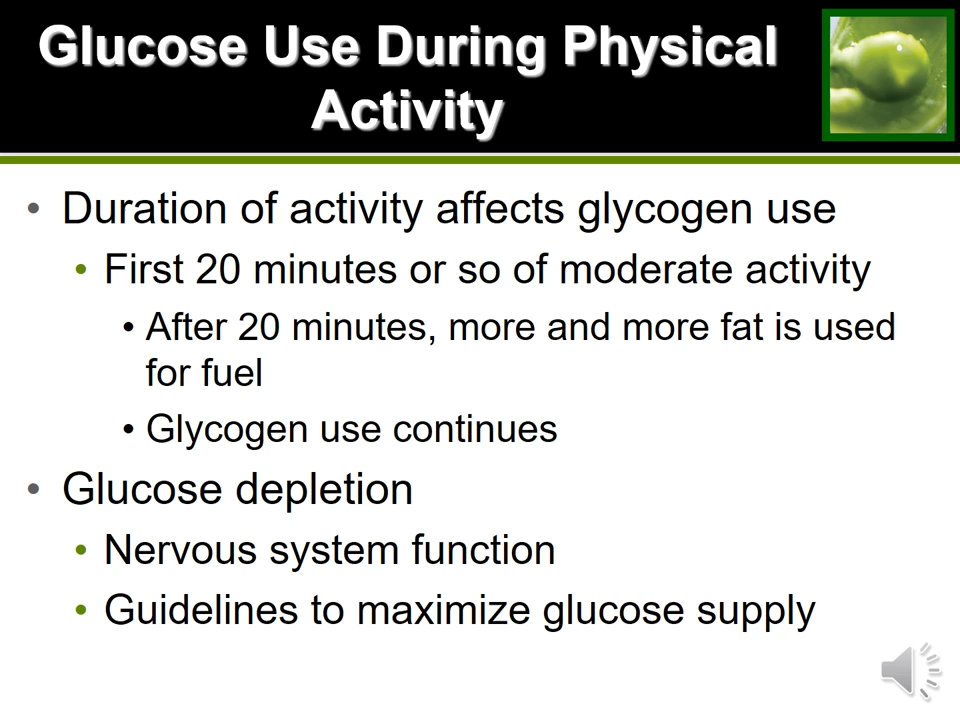 Glucose Use During Physical
Activity
• Duration of activity affects glycogen use
• First 20 minutes or so of moderate activity
• After 20 minutes, more and more fat is used
for fuel
• Glycogen use continues
• Glucose depletion
• Nervous system function
• Guidelines to maximize glucose supply